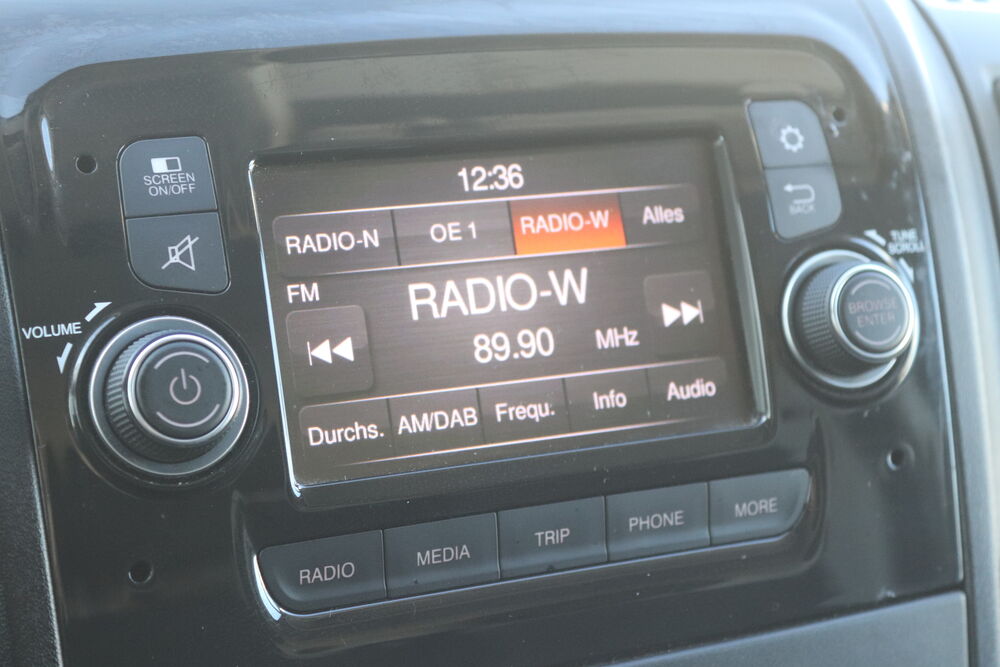 SCREEN
ON/OFF
12:36
RADIO-N OE 1 RADIO-W Alles
BACK
VOLUME
TUNE
SCROLL
FM
RADIO-W
89.90 MHz
BROWSE
ENTER
Durchs. AM/DAB Frequ. Info Audio
RADIO MEDIA TRIP PHONE MORE